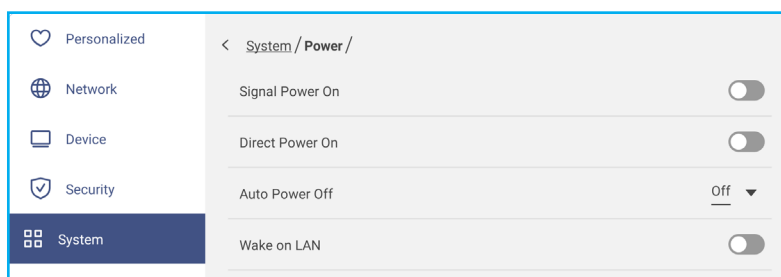 Personalized
Network
Device
Security
System
< System / Power /
Signal Power On
Direct Power On
Auto Power Off Off
Wake on LAN